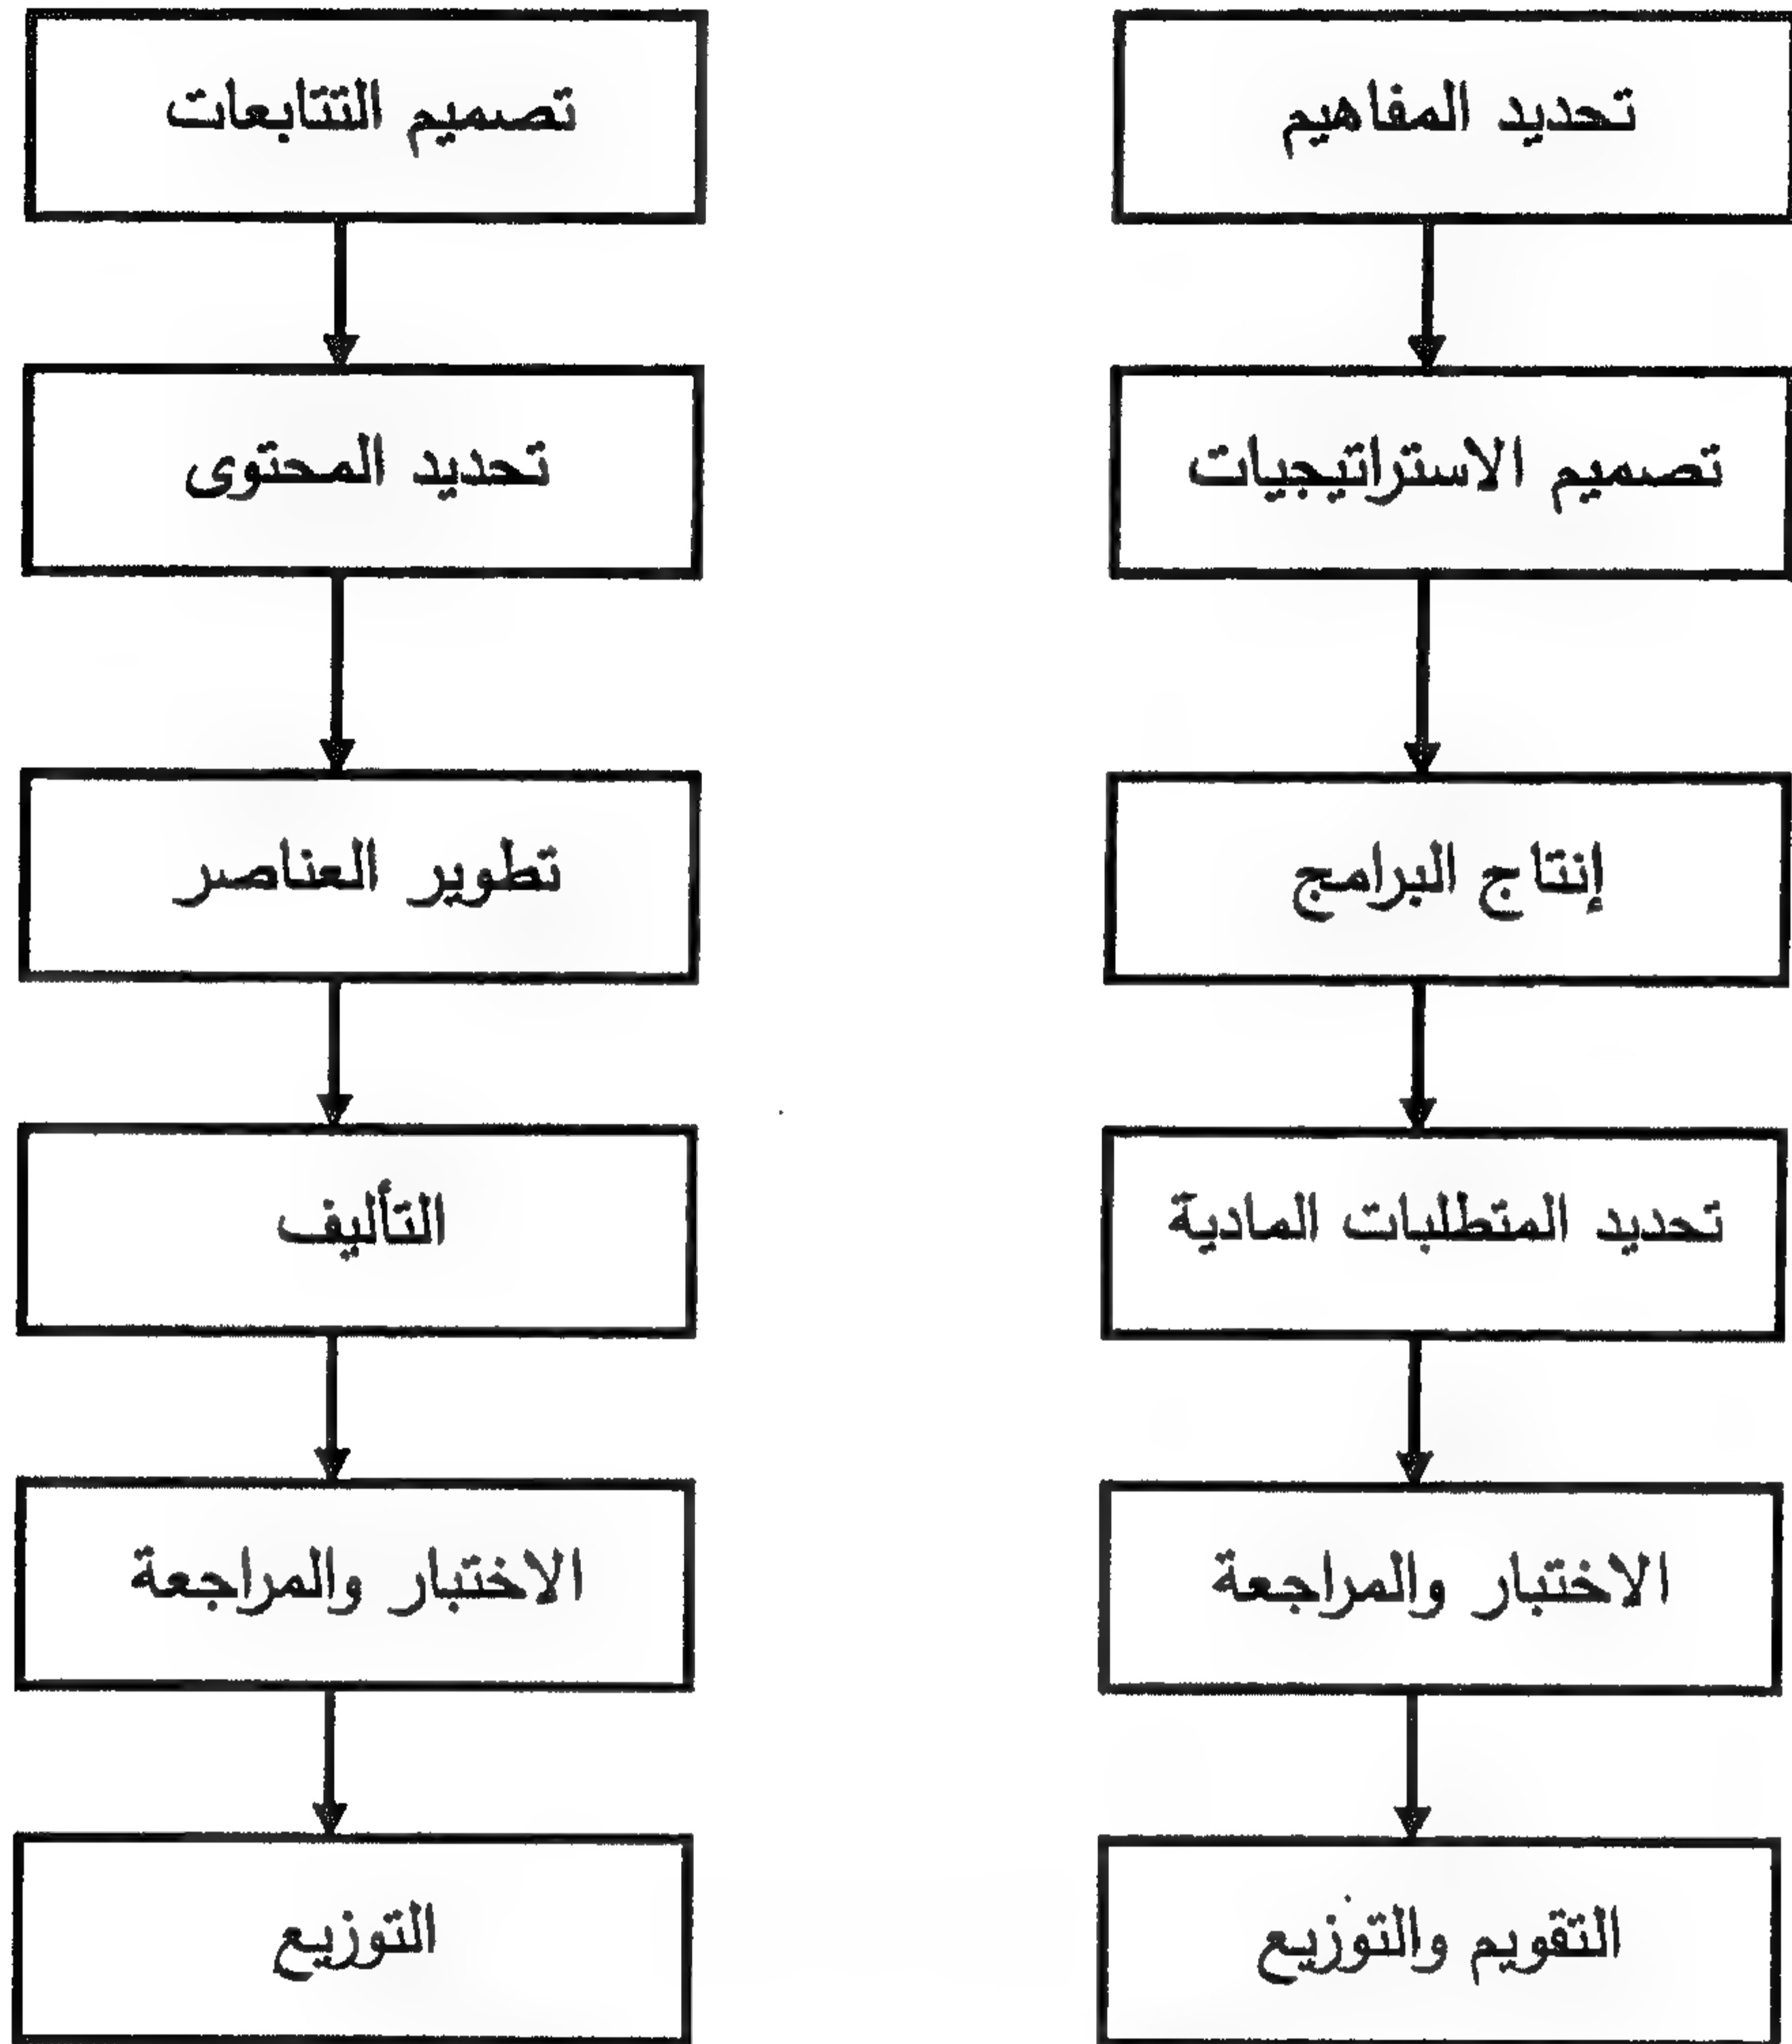 تحديد المفاهيم
تصميم الاستراتيجيات
إنتاج البرامج
تحديد المتطلبات المادية
الاختبار والمراجعة
التقويم والتوزيع
تصميم التتابعات
تحديد المحتوى
تطوير العناصر
التأليف
الاختبار والمراجعة
التوزيع